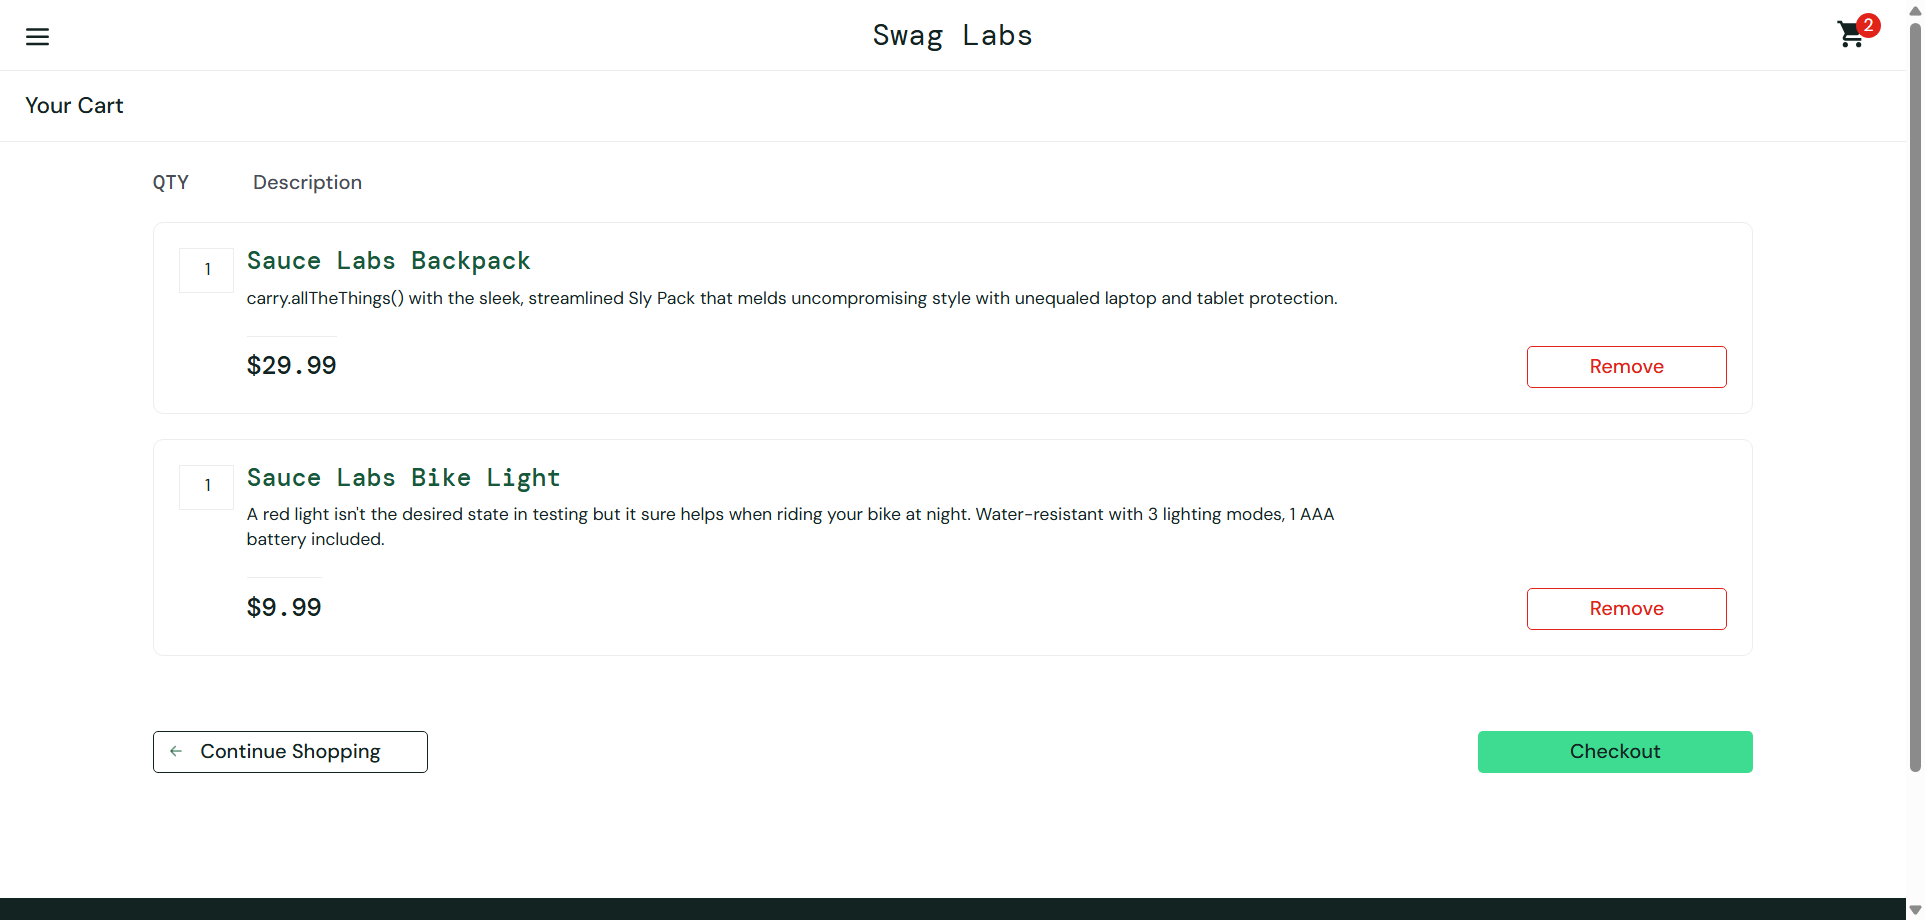 Swag Labs
2
Your Cart
QTY Description
1
Sauce Labs Backpack
carry.allTheThings() with the sleek, streamlined Sly Pack that melds uncompromising style with unequaled laptop and tablet protection.
$29.99
Remove
1
Sauce Labs Bike Light
A red light isn't the desired state in testing but it sure helps when riding your bike at night. Water-resistant with 3 lighting modes, 1 AAA
battery included.
$9.99
Remove
Continue Shopping
Checkout